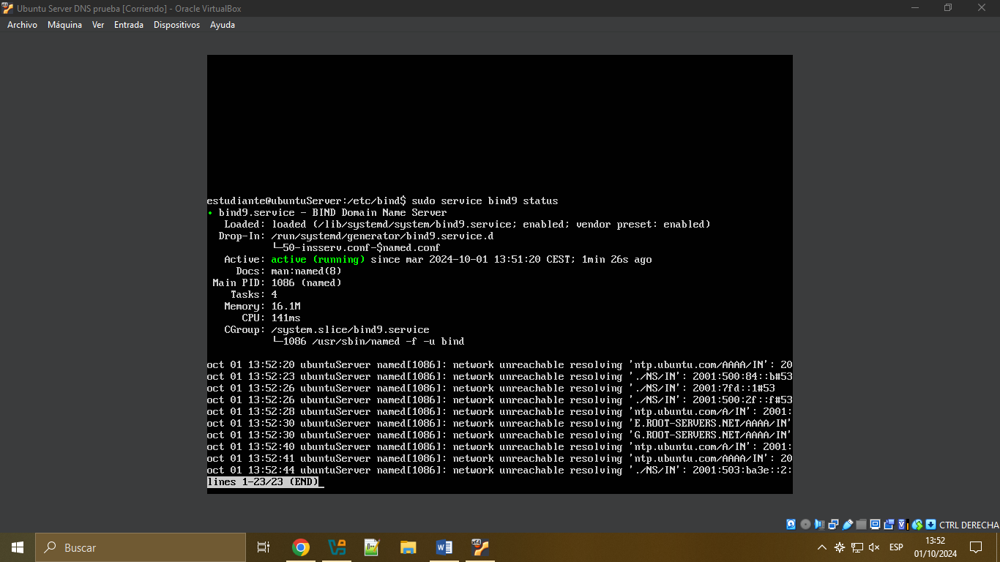 Ubuntu Server DNS prueba [Corriendo] - Oracle VirtualBox
Archivo Máquina Ver Entrada Dispositivos Ayuda
estudiante@ubuntuServer:/etc/bind$ sudo service bind9 status
● bind9.service - BIND Domain Name Server
Loaded: loaded (/lib/systemd/system/bind9.service; enabled; vendor preset: enabled)
Drop-In: /run/systemd/generator/bind9.service.d
└─50-insserv.conf-$named.conf
Active: active (running) since mar 2024-10-01 13:51:20 CEST; 1min 26s ago
Docs: man:named(8)
Main PID: 1086 (named)
Tasks: 4
Memory: 16.1M
CPU: 141ms
CGroup: /system.slice/bind9.service
└─1086 /usr/sbin/named -f -u bind
oct 01 13:52:20 ubuntuServer named[1086]: network unreachable resolving 'ntp.ubuntu.com/AAAA/IN': 20
oct 01 13:52:23 ubuntuServer named[1086]: network unreachable resolving './NS/IN': 2001:500:84::b#53
oct 01 13:52:26 ubuntuServer named[1086]: network unreachable resolving './NS/IN': 2001:7fd::1#53
oct 01 13:52:26 ubuntuServer named[1086]: network unreachable resolving './NS/IN': 2001:500:2f::f#53
oct 01 13:52:28 ubuntuServer named[1086]: network unreachable resolving 'ntp.ubuntu.com/A/IN': 2001:
oct 01 13:52:30 ubuntuServer named[1086]: network unreachable resolving 'E.ROOT-SERVERS.NET/AAAA/IN'
oct 01 13:52:30 ubuntuServer named[1086]: network unreachable resolving 'G.ROOT-SERVERS.NET/AAAA/IN'
oct 01 13:52:40 ubuntuServer named[1086]: network unreachable resolving 'ntp.ubuntu.com/A/IN': 2001:
oct 01 13:52:41 ubuntuServer named[1086]: network unreachable resolving 'ntp.ubuntu.com/AAAA/IN': 20
oct 01 13:52:44 ubuntuServer named[1086]: network unreachable resolving './NS/IN': 2001:503:ba3e::2:
lines 1-23/23 (END)
CTRL DERECHA
Buscar
ESP
13:52
01/10/2024